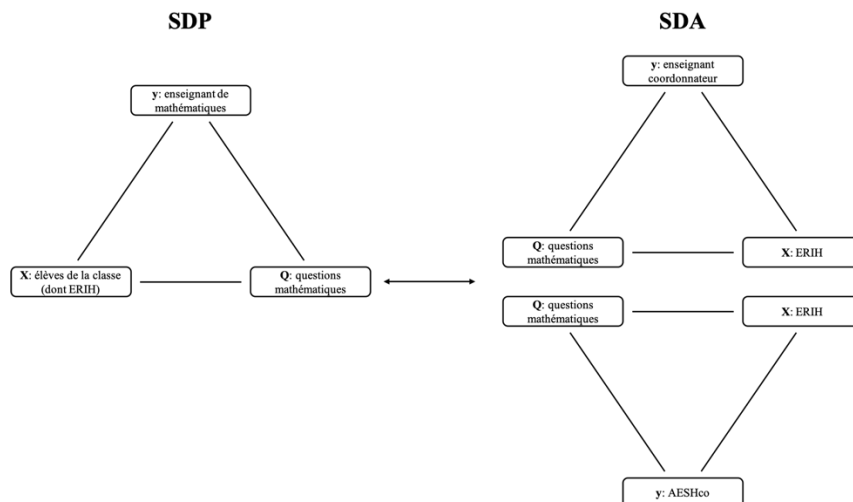 SDP
SDA
y: enseignant de
mathématiques
y: enseignant
coordonnateur
X: élèves de la classe
(dont ERIH)
Q: questions
mathématiques
Q: questions
mathématiques
X: ERIH
Q: questions
mathématiques
X: ERIH
y: AESHco